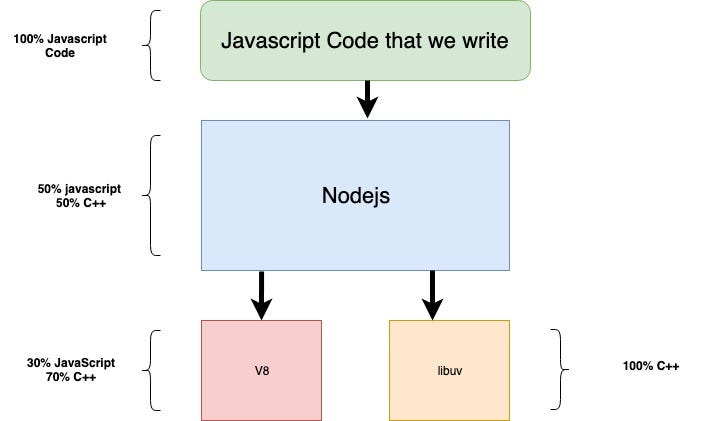 100% Javascript
Code
Javascript Code that we write
50% javascript
50% C++
Nodejs
30% JavaScript
70% C++
V8
libuv
100% C++